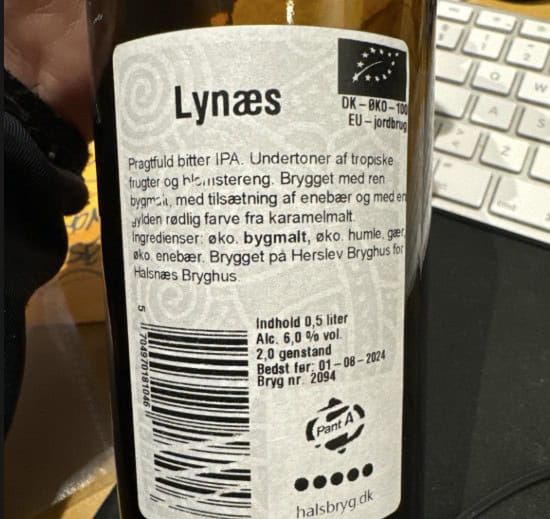 Lynæs
DK-ØKO-100
EU-jordbrug
Pragtfuld bitter IPA. Undertoner af tropiske
frugter og blomstereng. Brygget med ren
bygmalt, med tilsætning af enebær og med en
gylden rødlig farve fra karamelmalt.
Ingredienser: øko. bygmalt, øko. humle, gær,
øko. enebær. Brygget på Herslev Bryghus for
Halsnæs Bryghus.
5 704970181046
Indhold 0,5 liter
Alc. 6,0 % vol.
2,0 genstand
Bedst før: 01-08-2024
Bryg nr. 2094
Pant A
halsbryg.dk
Q
W
A
S
Z
cmd